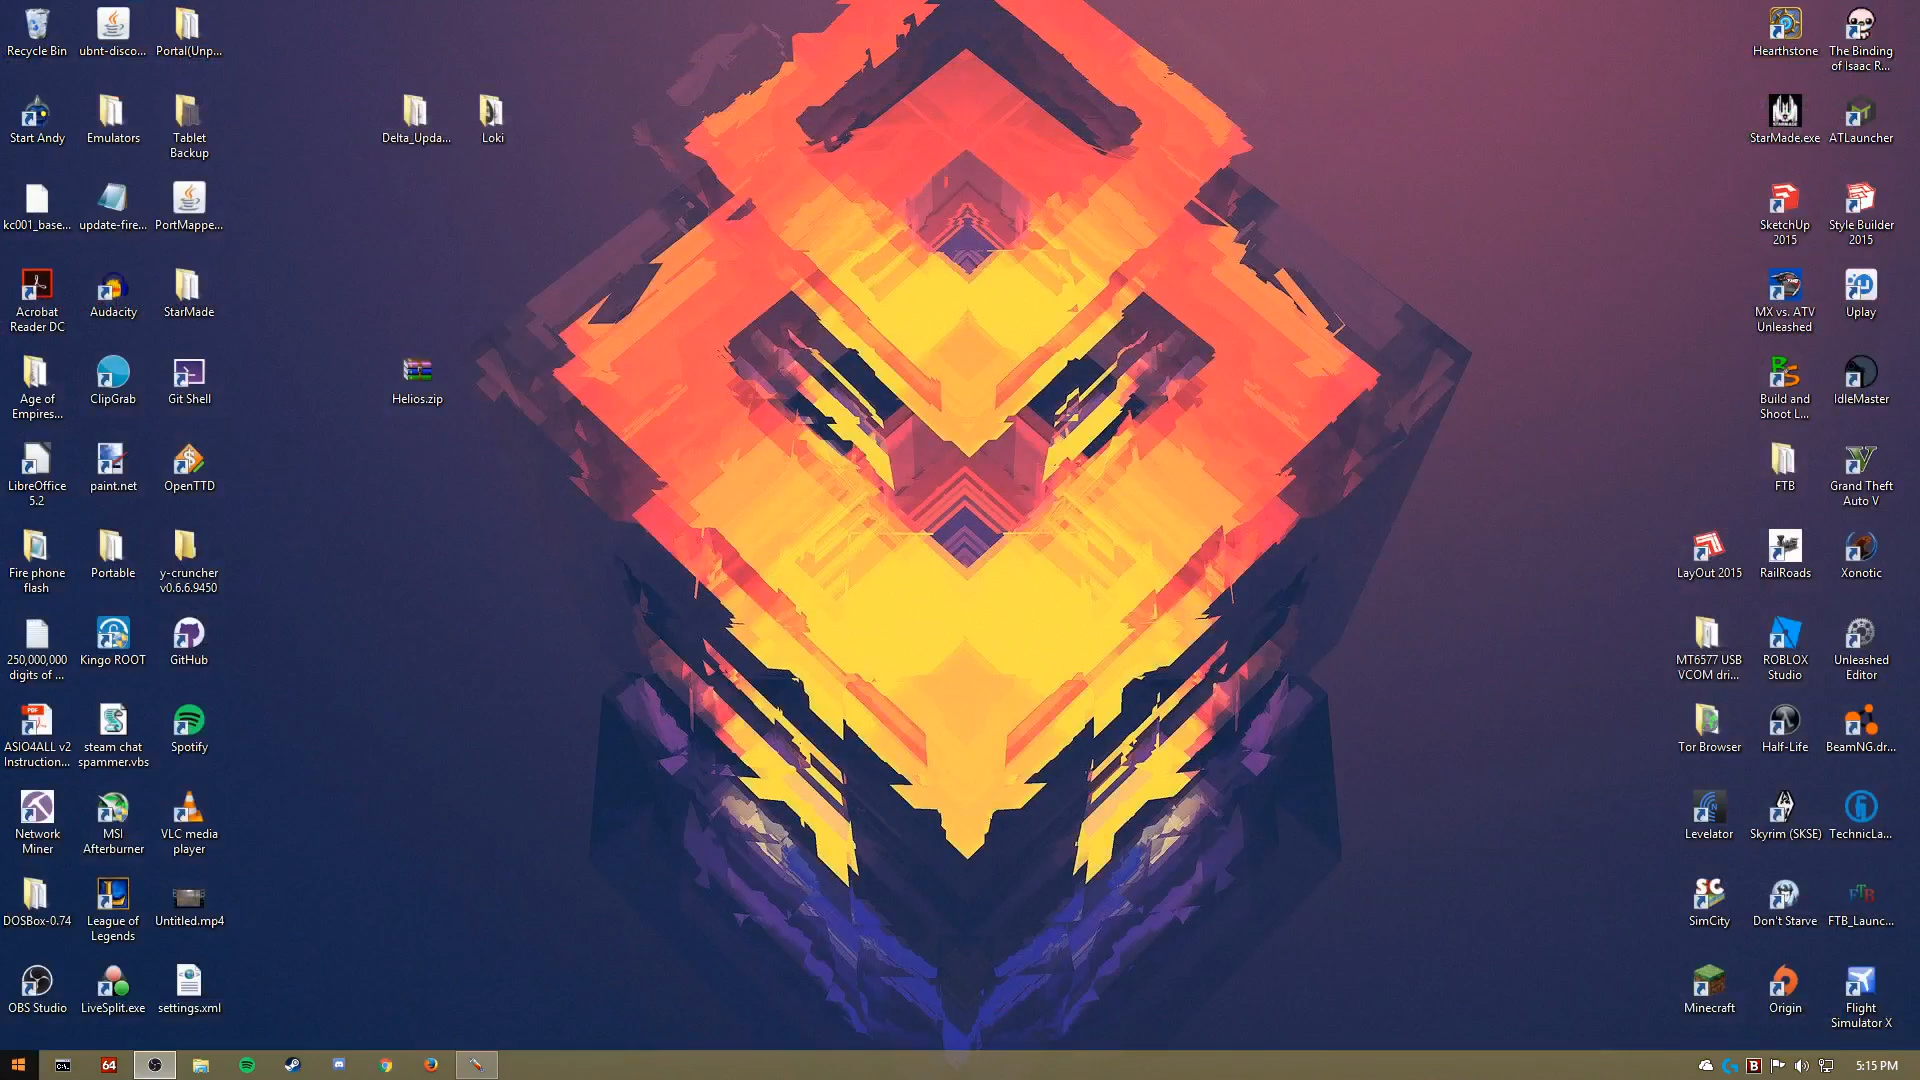 Recycle Bin
ubnt-disco...
Portal(Unp...
Start Andy
Emulators
Tablet
Backup
Delta_Upda...
Loki
kc001_base...
update-fire...
PortMappe...
Acrobat
Reader DC
Audacity
StarMade
Age of
Empires...
ClipGrab
Git Shell
Helios.zip
LibreOffice
5.2
paint.net
OpenTTD
Fire phone
flash
Portable
y-cruncher
v0.6.6.9450
250,000,000
digits of ...
Kingo ROOT
GitHub
ASIO4ALL v2
Instruction...
steam chat
spammer.vbs
Spotify
Network
Miner
MSI
Afterburner
VLC media
player
DOSBox-0.74
League of
Legends
Untitled.mp4
OBS Studio
LiveSplit.exe
settings.xml
Hearthstone
The Binding
of Isaac R...
StarMade.exe
ATLauncher
SketchUp
2015
Style Builder
2015
MX vs. ATV
Unleashed
Uplay
Build and
Shoot L...
IdleMaster
FTB
Grand Theft
Auto V
LayOut 2015
RailRoads
Xonotic
MT6577 USB
VCOM dri...
ROBLOX
Studio
Unleashed
Editor
Tor Browser
Half-Life
BeamNG.dr...
Levelator
Skyrim (SKSE)
TechnicLa...
SC
SimCity
Don't Starve
FTB
FTB_Launc...
Minecraft
Origin
Flight
Simulator X
64
B
5:15 PM